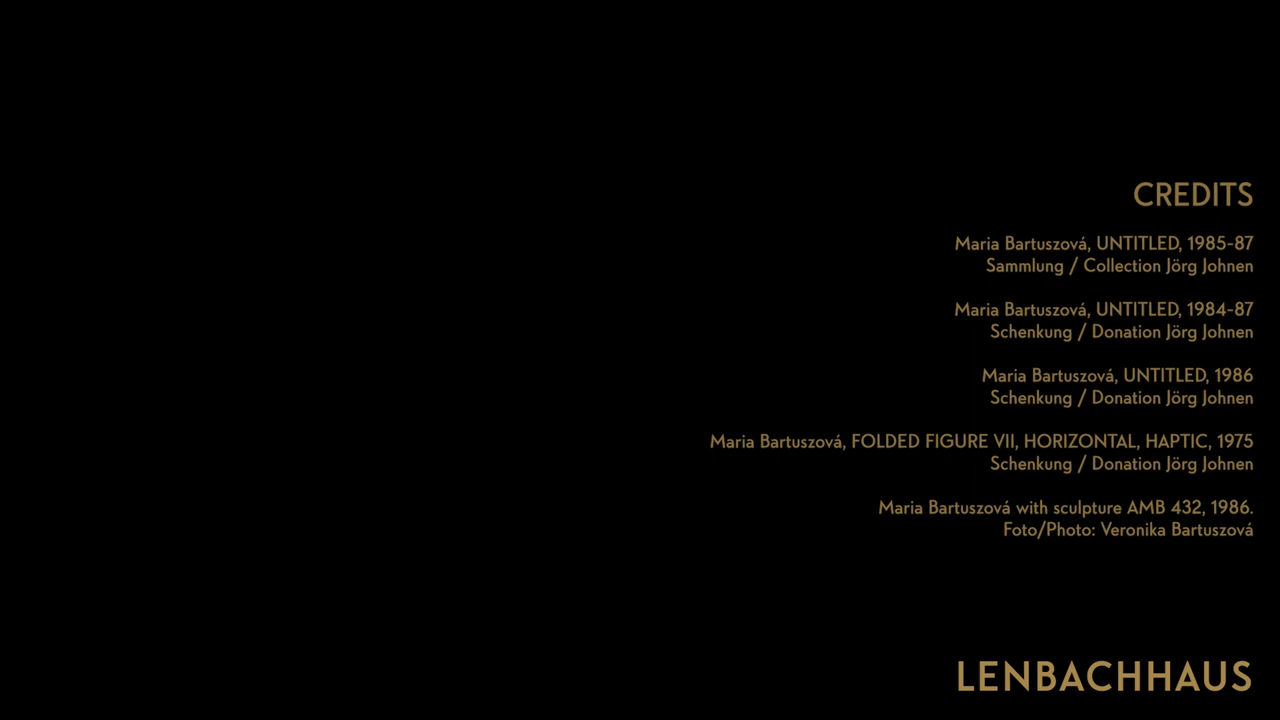 CREDITS
Maria Bartuszová, UNTITLED, 1985-87
Sammlung / Collection Jörg Johnen
Maria Bartuszová, UNTITLED, 1984-87
Schenkung / Donation Jörg Johnen
Maria Bartuszová, UNTITLED, 1986
Schenkung / Donation Jörg Johnen
Maria Bartuszová, FOLDED FIGURE VII, HORIZONTAL, HAPTIC, 1975
Schenkung / Donation Jörg Johnen
Maria Bartuszová with sculpture AMB 432, 1986.
Foto/Photo: Veronika Bartuszová
LENBACHHAUS